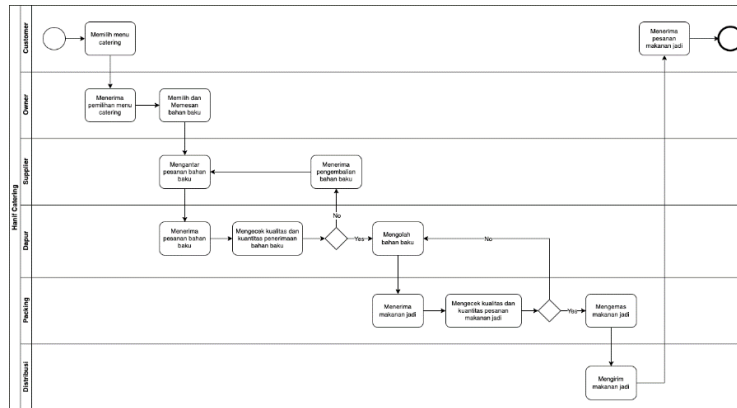 Hanif Catering
Customer
Memilih menu
catering
Menerima
pesanan
makanan jadi
Owner
Menerima
pemilihan menu
catering
Memilih dan
Memesan
bahan baku
Supplier
Mengantar
pesanan bahan
baku
Menerima
pengembalian
bahan baku
Dapur
Menerima
pesanan bahan
baku
Mengecek kualitas dan
kuantitas penerimaan
bahan baku
No
Yes
Mengolah
bahan baku
No
Packing
Menerima
makanan jadi
Mengecek kualitas dan
kuantitas pesanan
makanan jadi
Yes
Mengemas
makanan jadi
Distribusi
Mengirim
makanan jadi